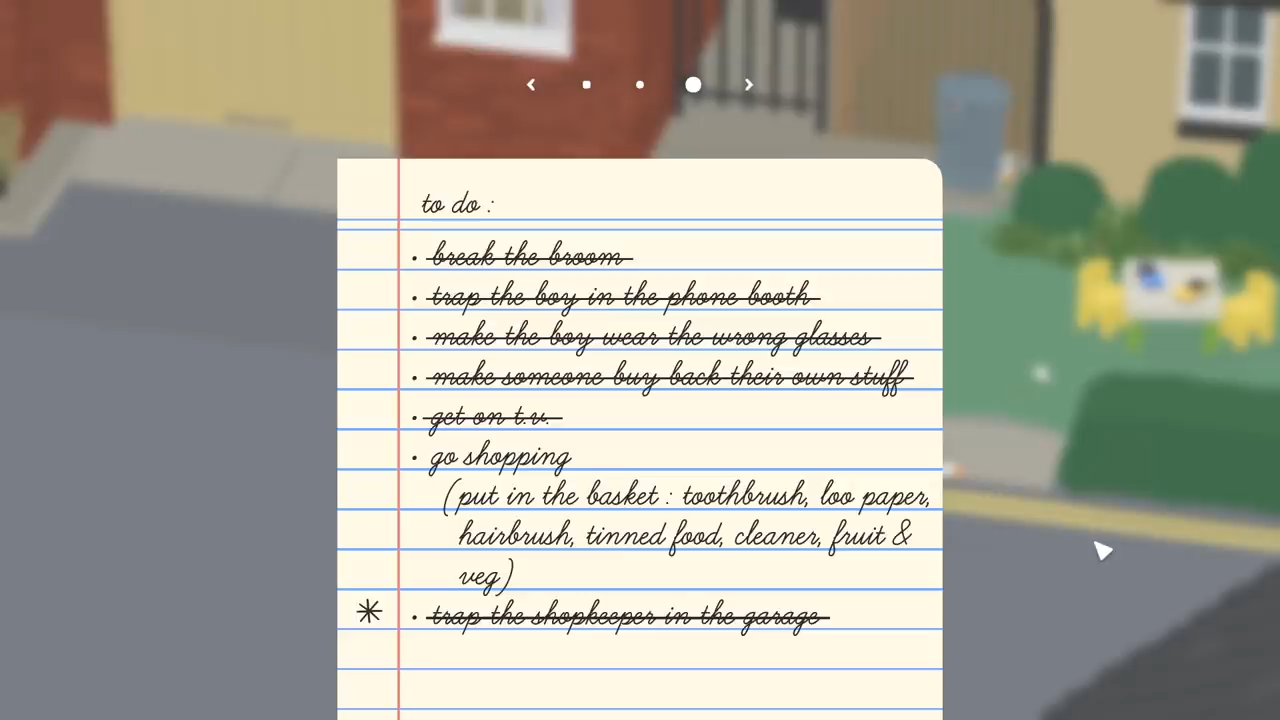 to do :
• break the broom
• trap the boy in the phone booth
• make the boy wear the wrong glasses
• make someone buy back their own stuff
• get on t.v.
• go shopping
(put in the basket : toothbrush, loo paper,
hairbrush, tinned food, cleaner, fruit &
veg)
• trap the shopkeeper in the garage